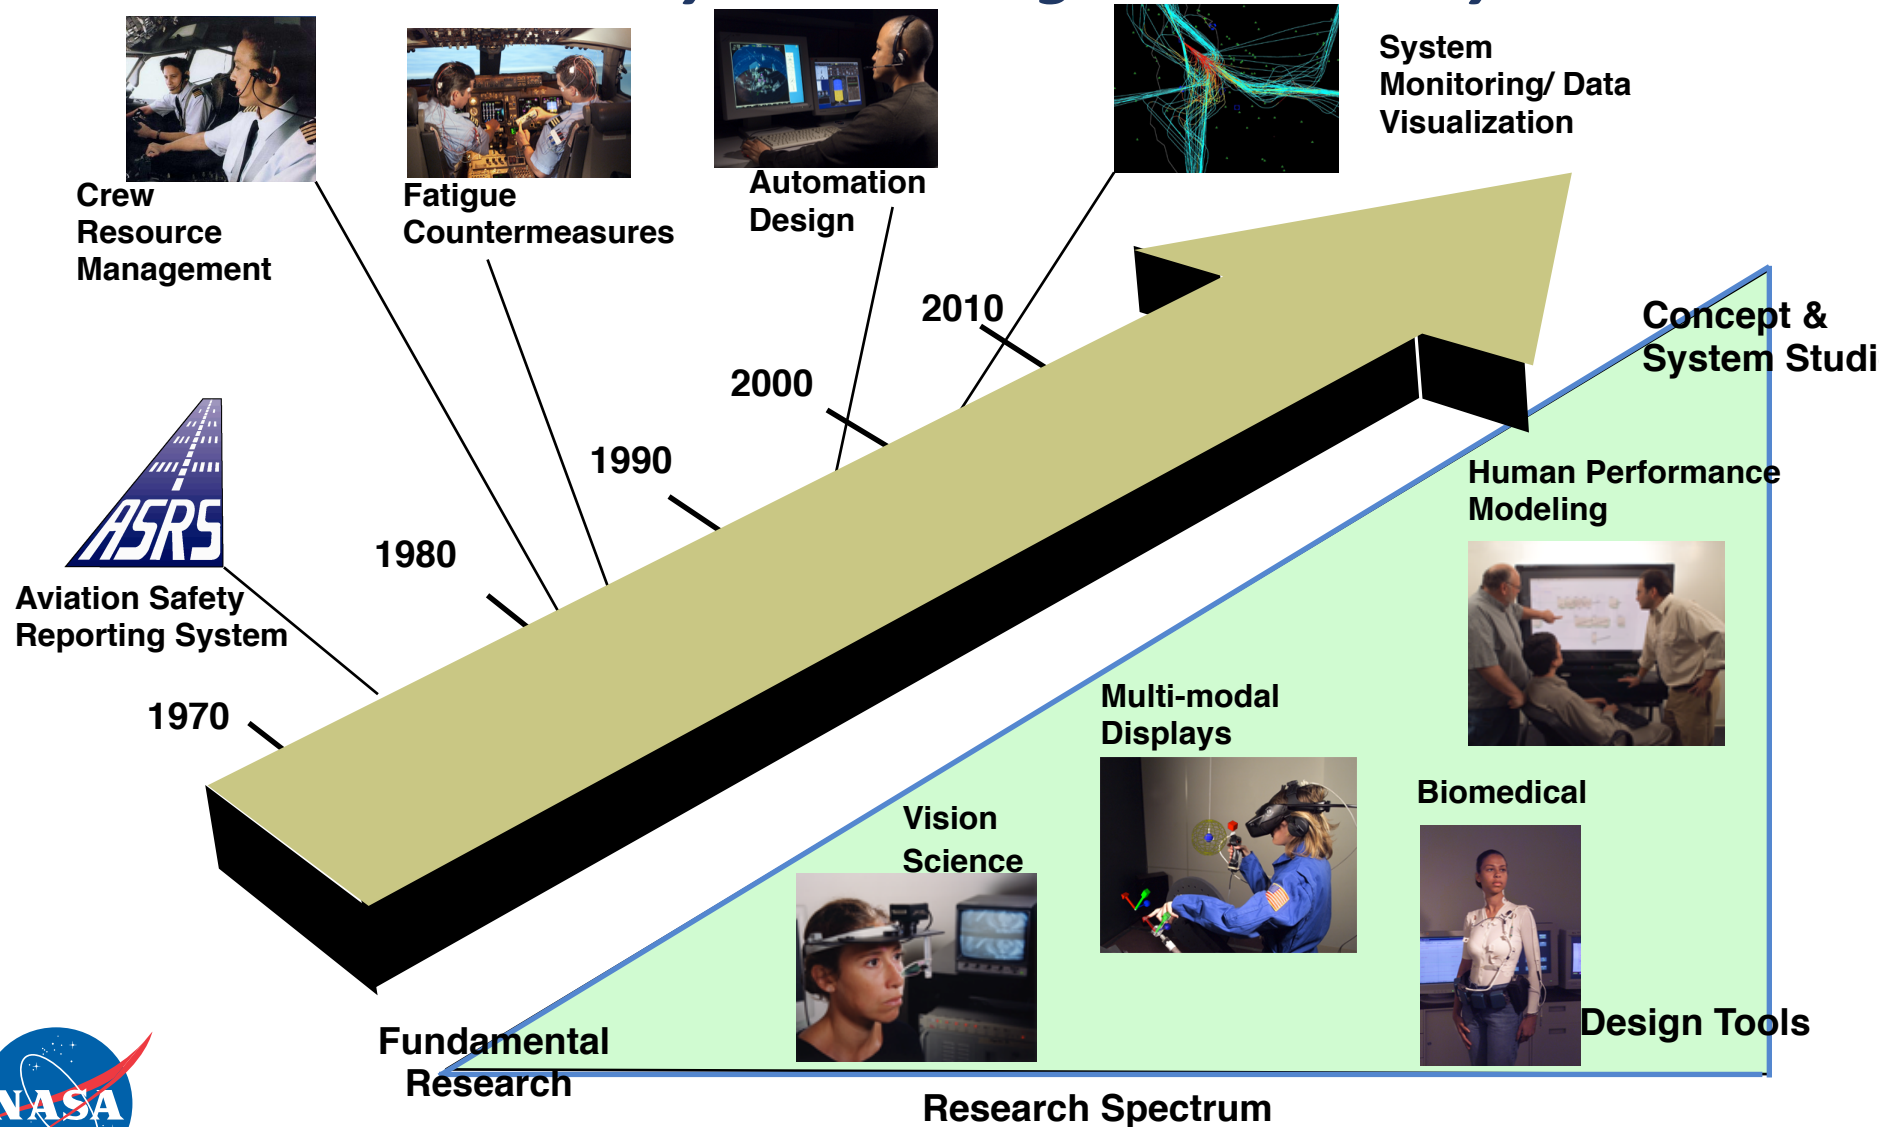 System
Monitoring/ Data
Visualization
Crew
Resource
Management
Fatigue
Countermeasures
Automation
Design
2010
2000
1990
1980
1970
ASRS
Aviation Safety
Reporting System
Concept &
System Studi
Human Performance
Modeling
Multi-modal
Displays
Biomedical
Vision
Science
Design Tools
Fundamental
Research
Research Spectrum
NASA